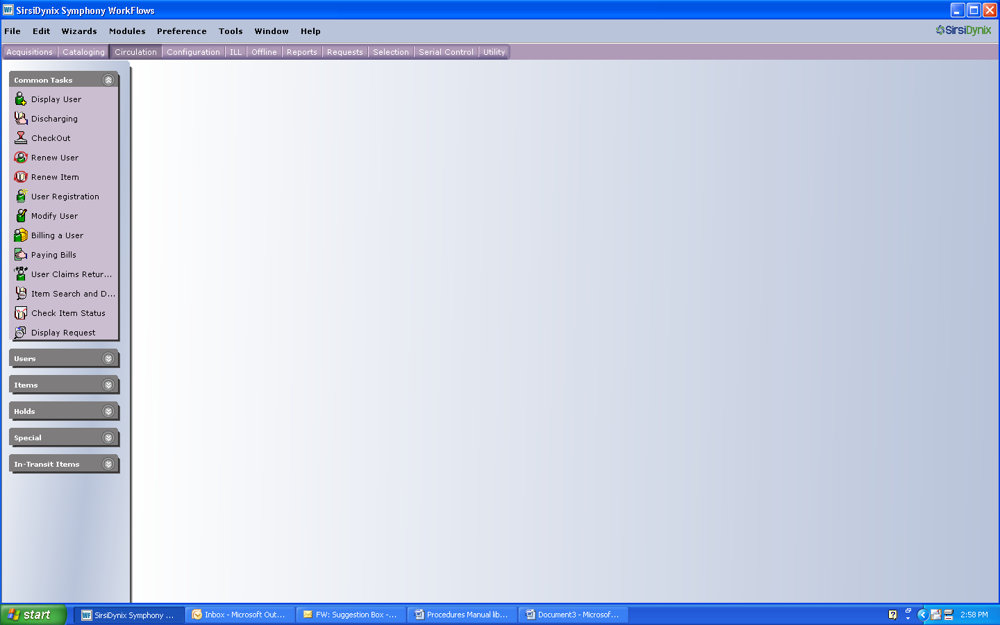 SirsiDynix Symphony WorkFlows
File Edit Wizards Modules Preference Tools Window Help
SirsiDynix
Acquisitions Cataloging Circulation Configuration ILL Offline Reports Requests Selection Serial Control Utility
Common Tasks
Display User
Discharging
CheckOut
Renew User
Renew Item
User Registration
Modify User
Billing a User
Paying Bills
User Claims Retur...
Item Search and D...
Check Item Status
Display Request
Users
Items
Holds
Special
In-Transit Items
start SirsiDynix Symphony ... Inbox - Microsoft Out... FW: Suggestion Box -... Procedures Manual lib... Document3 - Microsof... 2:58 PM